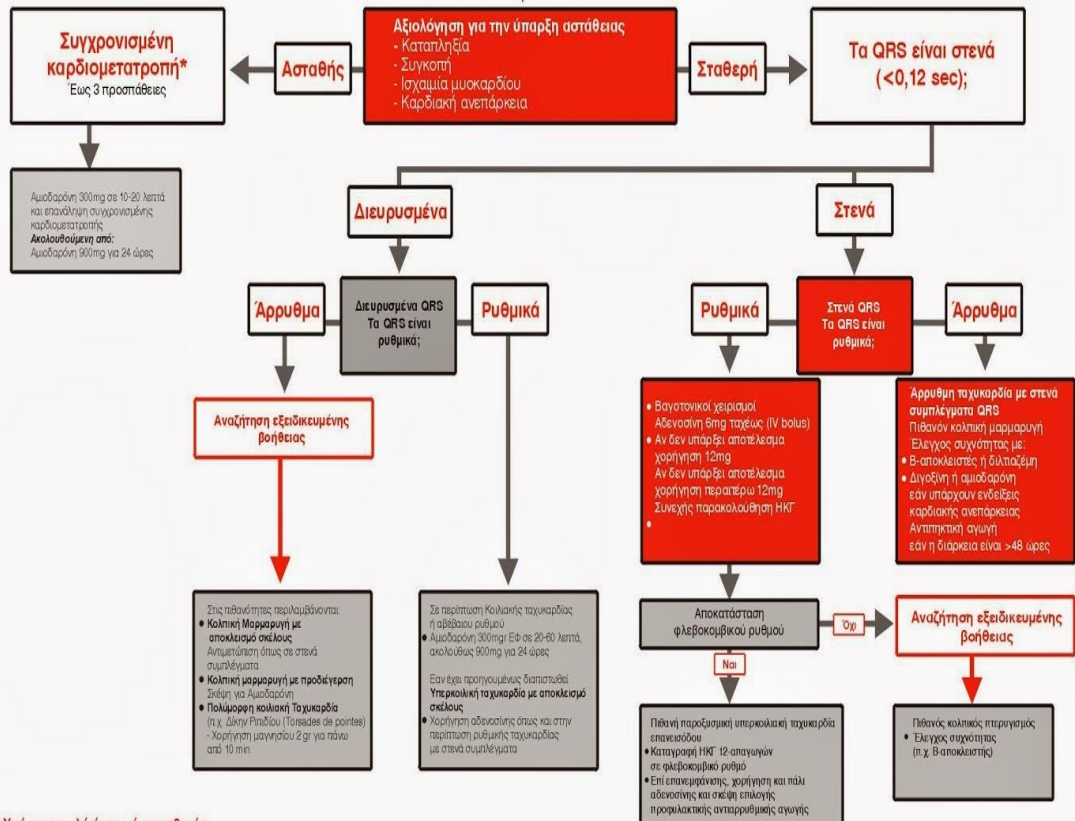 Αξιολόγηση για την ύπαρξη αστάθειας
- Καταπληξία
- Συγκοπή
- Ισχαιμία μυοκαρδίου
- Καρδιακή ανεπάρκεια
Ασταθής
Σταθερή
Συγχρονισμένη
καρδιομετατροπή*
Έως 3 προσπάθειες
Τα QRS είναι στενά
(<0,12 sec);
Αμιοδαρόνη 300mg σε 10-20 λεπτά
και επανάληψη συγχρονισμένης
καρδιομετατροπής
Ακολουθούμενη από:
Αμιοδαρόνη 900mg για 24 ώρες
Διευρυσμένα
Στενά
Άρρυθμα
Διευρυσμένα QRS
Τα QRS είναι
ρυθμικά;
Ρυθμικά
Ρυθμικά
Στενά QRS
Τα QRS είναι
ρυθμικά;
Άρρυθμα
Αναζήτηση εξειδικευμένης
βοήθειας
• Βαγοτονικοί χειρισμοί
Αδενοσίνη 6mg ταχέως (IV bolus)
• Αν δεν υπάρξει αποτέλεσμα
χορήγηση 12mg
Αν δεν υπάρξει αποτέλεσμα
χορήγηση περαιτέρω 12mg
Συνεχής παρακολούθηση ΗΚΓ
•
Άρρυθμη ταχυκαρδία με στενά
συμπλέγματα QRS
Πιθανόν κολπική μαρμαρυγή
Έλεγχος συχνότητας με:
• Β-αποκλειστές ή διλτιαζέμη
• Διγοξίνη ή αμιοδαρόνη
εάν υπάρχουν ενδείξεις
καρδιακής ανεπάρκειας
Αντιπηκτική αγωγή
εάν η διάρκεια είναι >48 ώρες
Στις πιθανότητες περιλαμβάνονται:
• Κολπική Μαρμαρυγή με
αποκλεισμό σκέλους
Αντιμετώπιση όπως σε στενά
συμπλέγματα
• Κολπική μαρμαρυγή με προδιέγερση
Σκέψη για Αμιοδαρόνη
• Πολύμορφη κοιλιακή Ταχυκαρδία
(π.χ. Δίκην Ριπιδίου (Torsades de pointes)
- Χορήγηση μαγνησίου 2 gr για πάνω
από 10 min.
Σε περίπτωση Κοιλιακής ταχυκαρδίας
ή αβέβαιου ρυθμού
• Αμιοδαρόνη 300mgr ΕΦ σε 20-60 λεπτά,
ακολούθως 900mg για 24 ώρες
Εαν έχει προηγουμένως διαπιστωθεί
Υπερκοιλική ταχυκαρδία με αποκλεισμό
σκέλους
• Χορήγηση αδενοσίνης όπως και στην
περίπτωση ρυθμικής ταχυκαρδίας
με στενά συμπλέγματα
Αποκατάσταση
φλεβοκομβικού ρυθμού
Όχι
Αναζήτηση εξειδικευμένης
βοήθειας
Ναι
Πιθανή παροξυσμική υπερκοιλιακή ταχυκαρδία
επανεισόδου
• Καταγραφή ΗΚΓ 12-απαγωγών
σε φλεβοκομβικό ρυθμό
• Επί επανεμφάνισης, χορήγηση και πάλι
αδενοσίνης και σκέψη επιλογής
προφυλακτικής αντιαρρυθμικής αγωγής
Πιθανός κολπικός πτερυγισμός
• Έλεγχος συχνότητας
(π.χ. Β-αποκλειστής)